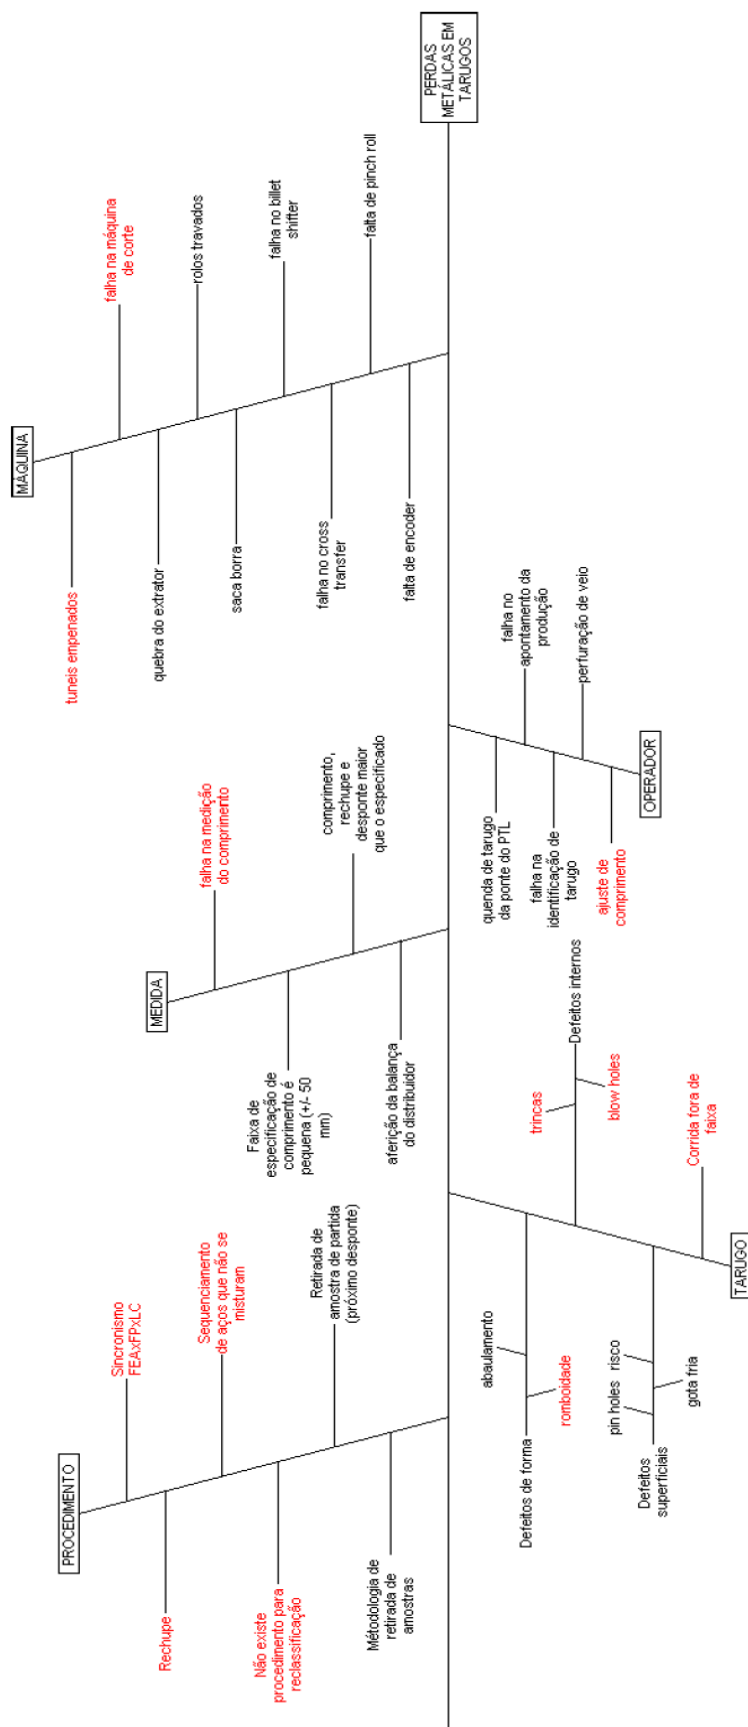 PROCEDIMENTO
Sincronismo
FEAxFPxLC
Rechupe
Sequenciamento
de aços que não se
misturam
Não existe
procedimento para
reclassificação
Retirada de
amostra de partida
(próximo desponte)
Métodologia de
retirada de
amostras
MEDIDA
falha na medição
do comprimento
Faixa de
especificação de
comprimento é
pequena (+/- 50
mm)
comprimento,
rechupe e
desponte maior
que o especificado
aferição da balança
do distribuidor
MÁQUINA
tuneis empenados
falha na máquina
de corte
quebra do extrator
rolos travados
saca borra
falha no billet
shifter
falha no cross
transfer
falta de pinch roll
falta de encoder
PERDAS
METÁLICAS EM
TARUGOS
abaulamento
Defeitos de forma
romboidade
trincas
Defeitos internos
blow holes
pin holes
risco
Defeitos
superficiais
gota fria
Corrida fora de
faixa
TARUGO
quenda de tarugo
da ponte do PTL
falha no
apontamento da
produção
falha na
identificação de
tarugo
perfuração de veio
ajuste de
comprimento
OPERADOR